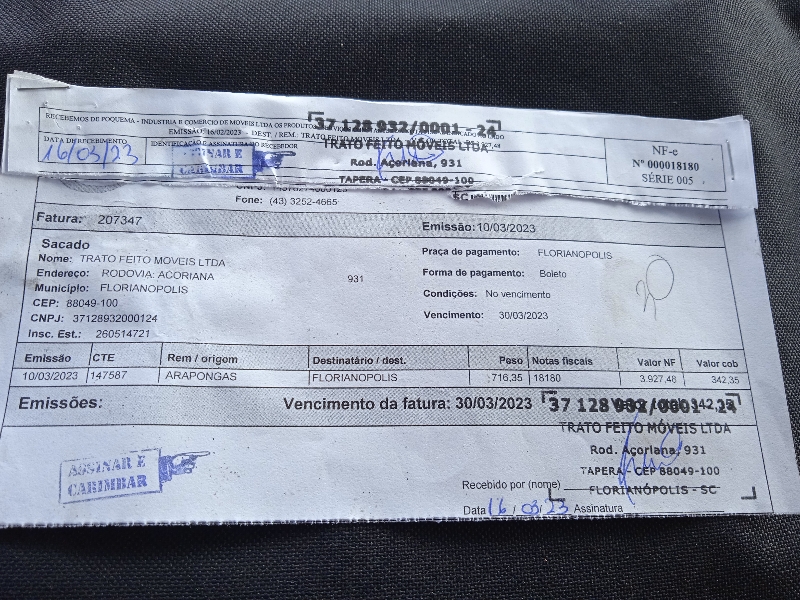 RECEBEMOS DE POQUEMA - INDUSTRIA E COMERCIO DE MOVEIS LTDA OS PRODUTOS
37 128 932/0001 - 24
EMISSÃO: 16/02/2023 - DEST. / REM.: TRATO FEITO MOVEIS LTDA
TRATO FEITO MÓVEIS LTDA
DATA DE RECEBIMENTO
IDENTIFICAÇÃO E ASSINATURA DO RECEBEDOR
16/03/23
ASSINAR E
CARIMBAR
Rod. Açoriana, 931
TAPERA - CEP 88049-100
SC
NF-e
Nº 000018180
SÉRIE 005
Fone: (43) 3252-4665
Fatura: 207347
Emissão: 10/03/2023
Sacado
Nome: TRATO FEITO MOVEIS LTDA
Endereço: RODOVIA: ACORIANA 931
Município: FLORIANOPOLIS
CEP: 88049-100
CNPJ: 37128932000124
Insc. Est.: 260514721
Praça de pagamento: FLORIANOPOLIS
Forma de pagamento: Boleto
Condições: No vencimento
Vencimento: 30/03/2023
Emissão CTE Rem / origem Destinatário / dest. Peso Notas fiscais Valor NF Valor cob
10/03/2023 147587 ARAPONGAS FLORIANOPOLIS 716,35 18180 3.927,48 342,35
Emissões: Vencimento da fatura: 30/03/2023
37 128 932/0001 - 24
TRATO FEITO MÓVEIS LTDA
Rod. Açoriana, 931
TAPERA - CEP 88049-100
FLORIANÓPOLIS - SC
ASSINAR E
CARIMBAR
Recebido por (nome)
Data 16 / 03 / 23 Assinatura